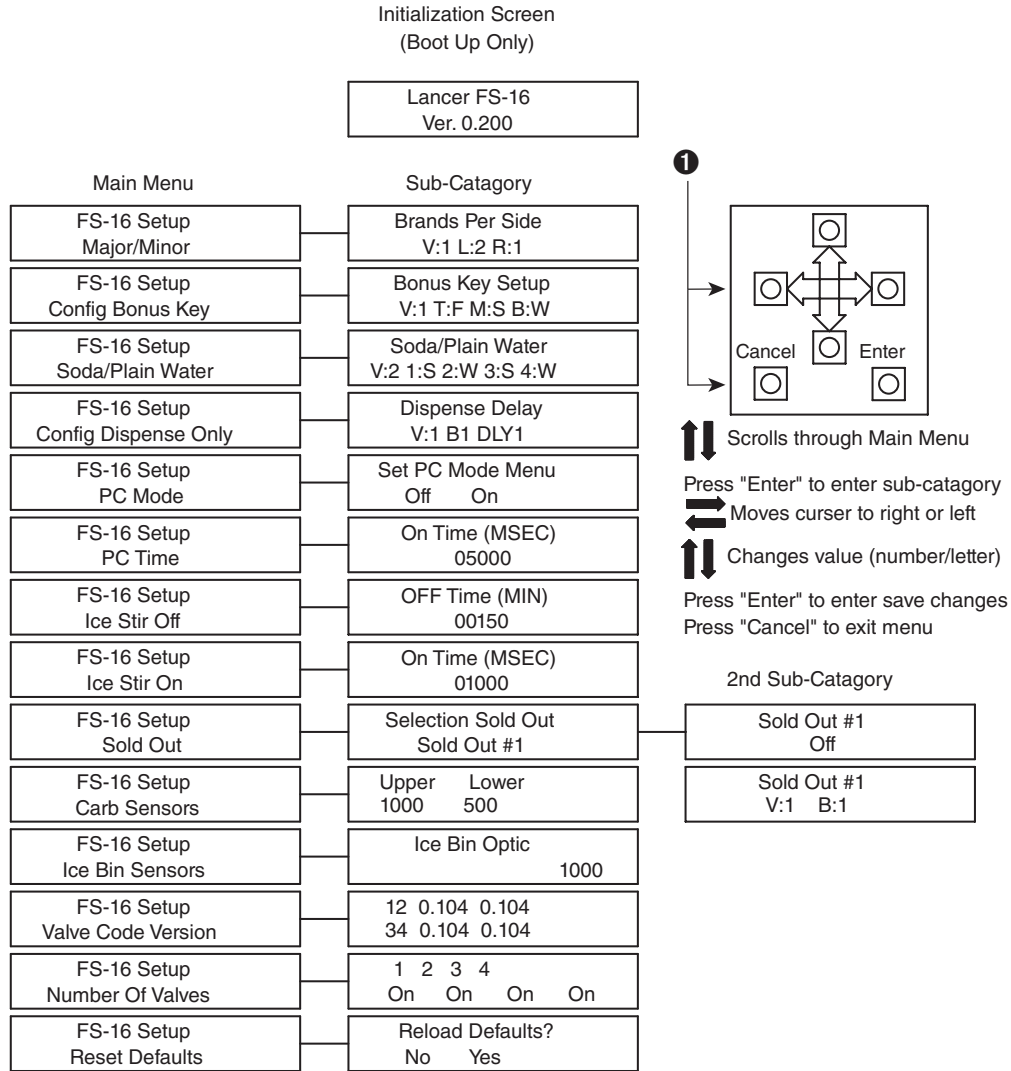 Initialization Screen
(Boot Up Only)
Lancer FS-16
Ver. 0.200
❶
Main Menu
Sub-Catagory
FS-16 Setup
Major/Minor
Brands Per Side
V:1 L:2 R:1
FS-16 Setup
Config Bonus Key
Bonus Key Setup
V:1 T:F M:S B:W
FS-16 Setup
Soda/Plain Water
Soda/Plain Water
V:2 1:S 2:W 3:S 4:W
FS-16 Setup
Config Dispense Only
Dispense Delay
V:1 B1 DLY1
FS-16 Setup
PC Mode
Set PC Mode Menu
Off On
FS-16 Setup
PC Time
On Time (MSEC)
05000
FS-16 Setup
Ice Stir Off
OFF Time (MIN)
00150
FS-16 Setup
Ice Stir On
On Time (MSEC)
01000
FS-16 Setup
Sold Out
Selection Sold Out
Sold Out #1
FS-16 Setup
Carb Sensors
Upper Lower
1000 500
FS-16 Setup
Ice Bin Sensors
Ice Bin Optic
1000
FS-16 Setup
Valve Code Version
12 0.104 0.104
34 0.104 0.104
FS-16 Setup
Number Of Valves
1 2 3 4
On On On On
FS-16 Setup
Reset Defaults
Reload Defaults?
No Yes
Cancel Enter
Scrolls through Main Menu
Press "Enter" to enter sub-catagory
Moves curser to right or left
Changes value (number/letter)
Press "Enter" to enter save changes
Press "Cancel" to exit menu
2nd Sub-Catagory
Sold Out #1
Off
Sold Out #1
V:1 B:1